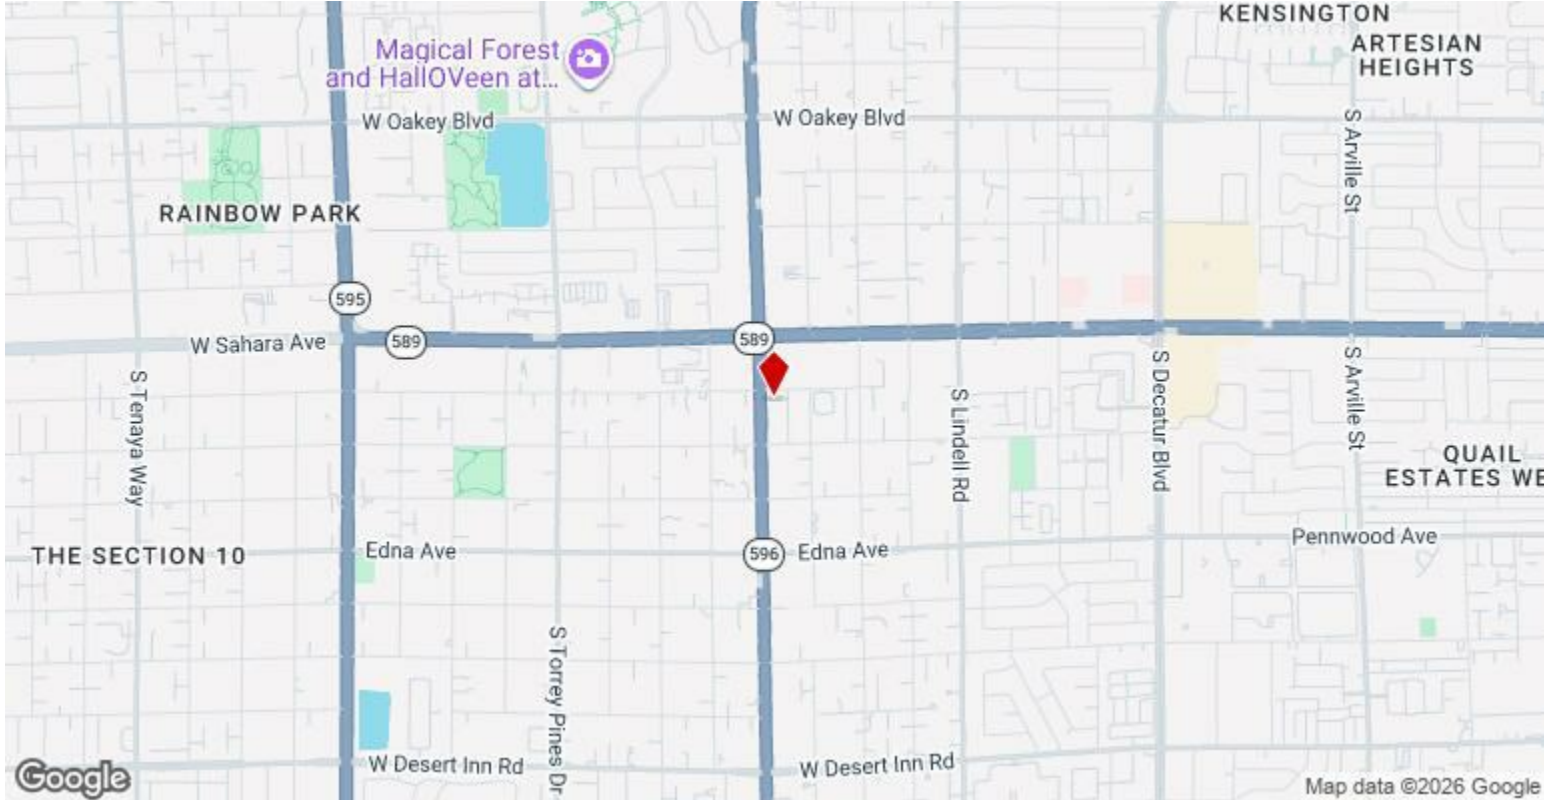 KENSINGTON
ARTESIAN
HEIGHTS
Magical Forest
and HallOVeen at...
W Oakey Blvd
W Oakey Blvd
S Arville St
RAINBOW PARK
595
W Sahara Ave
589
589
S Tenaya Way
S Lindell Rd
S Decatur Blvd
S Arville St
QUAIL
ESTATES WE
THE SECTION 10
Edna Ave
596
Edna Ave
Pennwood Ave
S Torrey Pines Dr
W Desert Inn Rd
W Desert Inn Rd
Google
Map data ©2026 Google